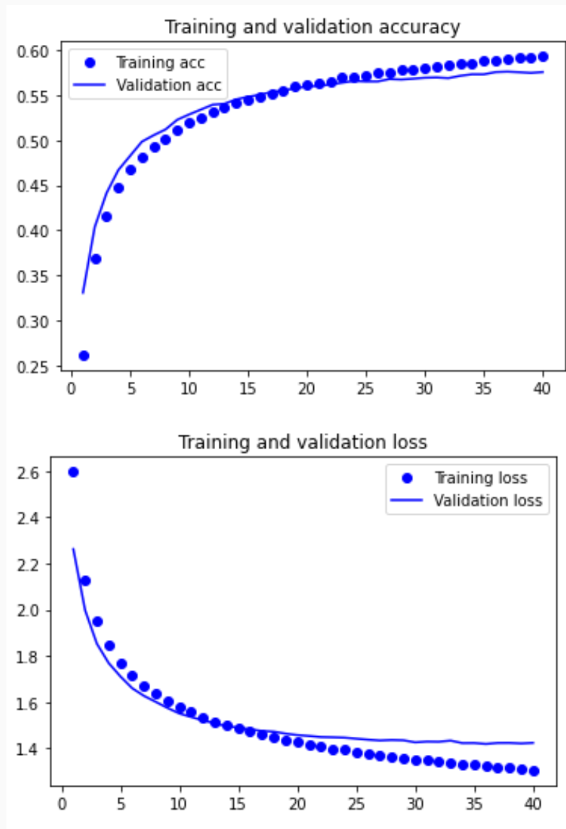 Training and validation accuracy
0.60
0.55
0.50
0.45
0.40
0.35
0.30
0.25
Training acc
Validation acc
0 5 10 15 20 25 30 35 40
Training and validation loss
2.6
2.4
2.2
2.0
1.8
1.6
1.4
Training loss
Validation loss
0 5 10 15 20 25 30 35 40